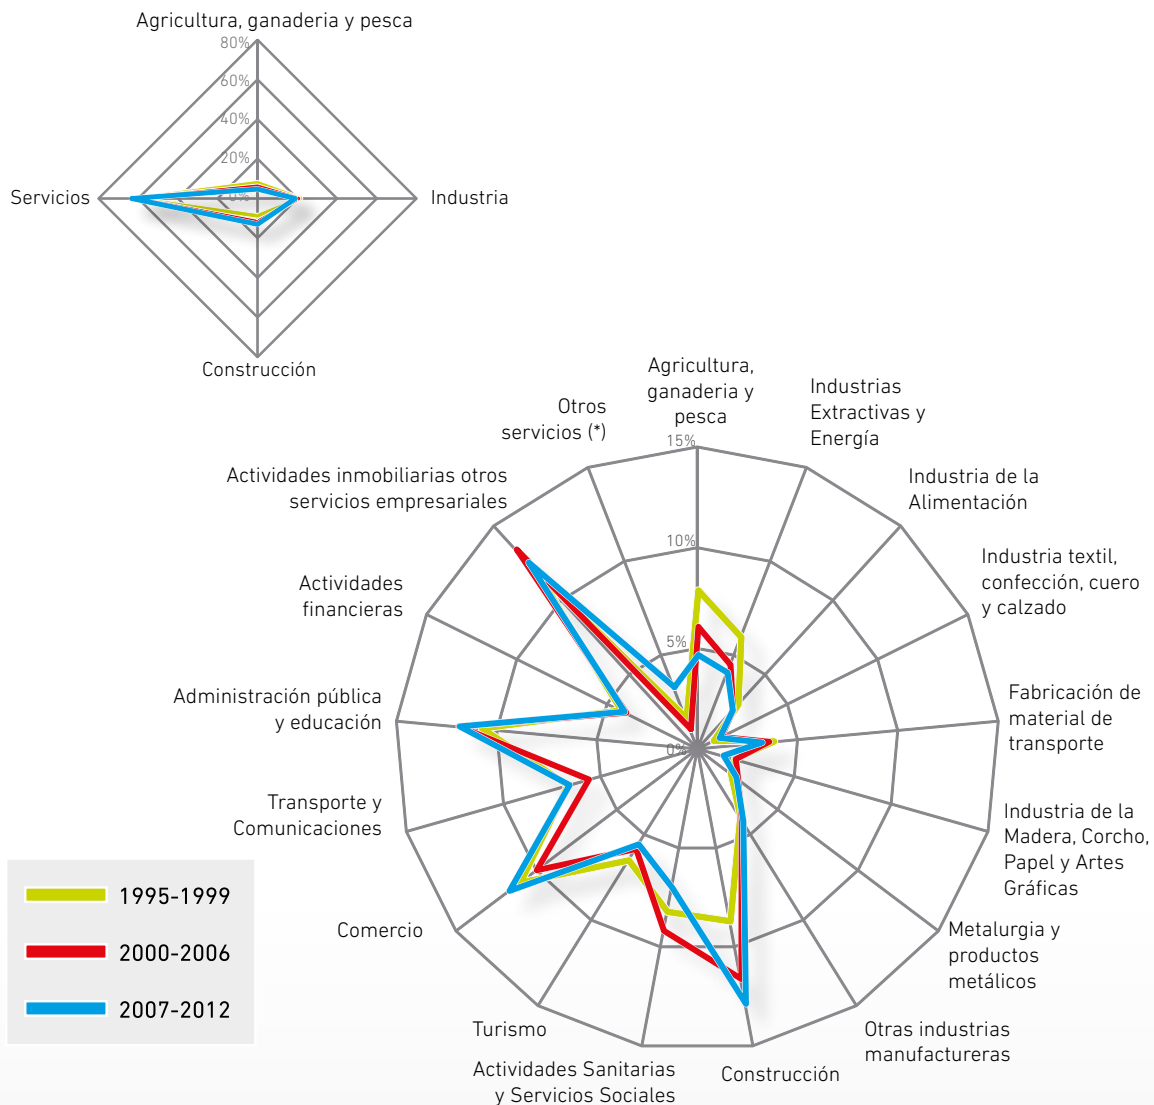 Agricultura, ganaderia y pesca
80%
60%
40%
20%
0%
Servicios
Industria
Construcción
Agricultura,
ganaderia y
pesca
Industrias
Extractivas y
Energía
Otros
servicios (*)
15%
Actividades inmobiliarias otros
servicios empresariales
Industria de la
Alimentación
10%
Industria textil,
confección, cuero
y calzado
Actividades
financieras
5%
Administración pública
y educación
Fabricación de
material de
transporte
0%
Transporte y
Comunicaciones
Industria de la
Madera, Corcho,
Papel y Artes
Gráficas
1995-1999
2000-2006
2007-2012
Comercio
Metalurgia y
productos
metálicos
Turismo
Otras industrias
manufactureras
Actividades Sanitarias
y Servicios Sociales
Construcción